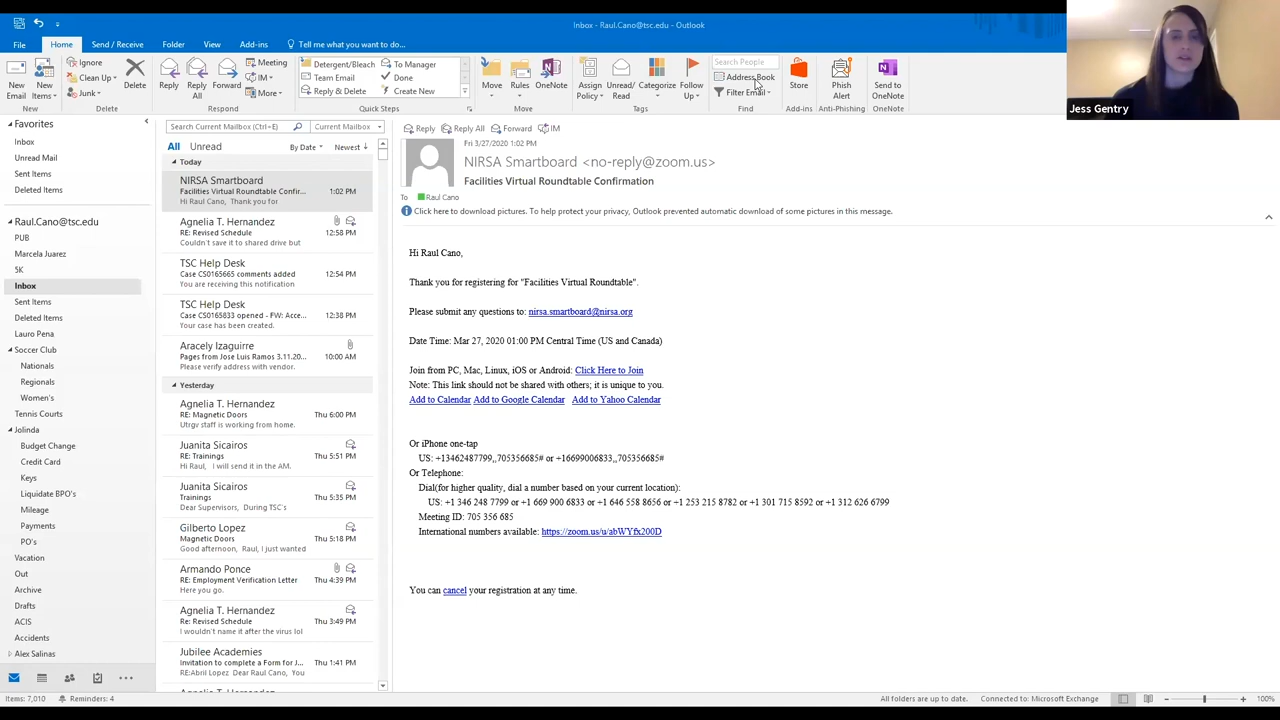 Inbox - Raul.Cano@tsc.edu - Outlook
File Home Send / Receive Folder View Add-ins Tell me what you want to do...
New Email
New Items
New
Ignore
Clean Up
Junk
Delete
Delete
Reply
Reply All
Forward
Meeting
IM
More
Respond
Detergent/Bleach
Team Email
Reply & Delete
To Manager
Done
Create New
Quick Steps
Move
Rules
OneNote
Move
Assign Policy
Unread/ Read
Categorize
Follow Up
Tags
Search People
Address Book
Filter Email
Find
Store
Add-ins
Phish Alert
Anti-Phishing
Send to OneNote
OneNote
Jess Gentry
Favorites
Inbox
Unread Mail
Sent Items
Deleted Items
Raul.Cano@tsc.edu
PUB
Marcela Juarez
5K
Inbox
Sent Items
Deleted Items
Lauro Pena
Soccer Club
Nationals
Regionals
Women's
Tennis Courts
Jolinda
Budget Change
Credit Card
Keys
Liquidate BPO's
Mileage
Payments
PO's
Vacation
Out
Archive
Drafts
ACIS
Accidents
Alex Salinas
Search Current Mailbox (Ctrl+E) Current Mailbox
All Unread By Date Newest
Today
NIRSA Smartboard
Facilities Virtual Roundtable Confir... 1:02 PM
Hi Raul Cano, Thank you for
Agnelia T. Hernandez
RE: Revised Schedule 12:58 PM
Couldn't save it to shared drive but
TSC Help Desk
Case CS0165665 comments added 12:54 PM
You are receiving this notification
TSC Help Desk
Case CS0165833 opened - FW: Acce... 12:38 PM
Your case has been created.
Aracely Izaguirre
Pages from Jose Luis Ramos 3.11.20... 10:00 AM
Please verify address with vendor.
Yesterday
Agnelia T. Hernandez
RE: Magnetic Doors Thu 6:00 PM
Utrgv staff is working from home.
Juanita Sicairos
RE: Trainings Thu 5:51 PM
Hi Raul, I will send it in the AM.
Juanita Sicairos
Trainings Thu 5:35 PM
Dear Supervisors, During TSC's
Gilberto Lopez
Magnetic Doors Thu 5:18 PM
Good afternoon, Raul, I just wanted
Armando Ponce
RE: Employment Verification Letter Thu 4:39 PM
Here you go.
Agnelia T. Hernandez
Re: Revised Schedule Thu 3:49 PM
I wouldn't name it after the virus lol
Jubilee Academies
Invitation to complete a Form for J... Thu 1:41 PM
RE:Abril Lopez Dear Raul Cano, You
Agnelia T. Hernandez
Reply Reply All Forward IM
Fri 3/27/2020 1:02 PM
NIRSA Smartboard <no-reply@zoom.us>
Facilities Virtual Roundtable Confirmation
To Raul Cano
Click here to download pictures. To help protect your privacy, Outlook prevented automatic download of some pictures in this message.
Hi Raul Cano,
Thank you for registering for "Facilities Virtual Roundtable".
Please submit any questions to: nirsa.smartboard@nirsa.org
Date Time: Mar 27, 2020 01:00 PM Central Time (US and Canada)
Join from PC, Mac, Linux, iOS or Android: Click Here to Join
Note: This link should not be shared with others; it is unique to you.
Add to Calendar Add to Google Calendar Add to Yahoo Calendar
Or iPhone one-tap
US: +13462487799,,705356685# or +16699006833,,705356685#
Or Telephone:
Dial(for higher quality, dial a number based on your current location):
US: +1 346 248 7799 or +1 669 900 6833 or +1 646 558 8656 or +1 253 215 8782 or +1 301 715 8592 or +1 312 626 6799
Meeting ID: 705 356 685
International numbers available: https://zoom.us/u/abWYfx200D
You can cancel your registration at any time.
Items: 7,010 Reminders: 4 All folders are up to date. Connected to: Microsoft Exchange 100%